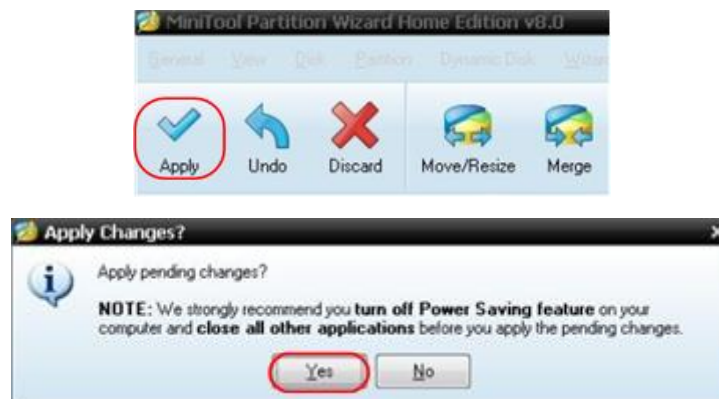 MiniTool Partition Wizard Home Edition v8.0
General View Disk Partition Dynamic Disk
Apply Undo Discard Move/Resize Merge
Apply Changes?
Apply pending changes?
NOTE: We strongly recommend you turn off Power Saving feature on your
computer and close all other applications before you apply the pending changes.
Yes No